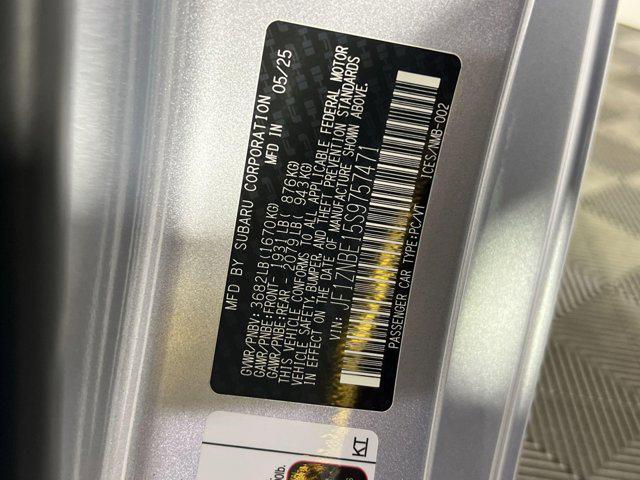 MFD BY SUBARU CORPORATION 05/25
MFD IN
GVWR/PNBV: 3682LB(1670KG)
GAWR/PNBE:FRONT- 1931LB( 876KG)
GAWR/PNBE:REAR - 2079LB( 943KG)
THIS VEHICLE CONFORMS TO ALL APPLICABLE FEDERAL MOTOR
VEHICLE SAFETY,BUMPER,AND THEFT PREVENTION STANDARDS
IN EFFECT ON THE DATE OF MANUFACTURE SHOWN ABOVE.
VIN: JF1ZNBE15S9757471
PASSENGER CAR TYPE:PC/VT ICES/NMB-002
KI